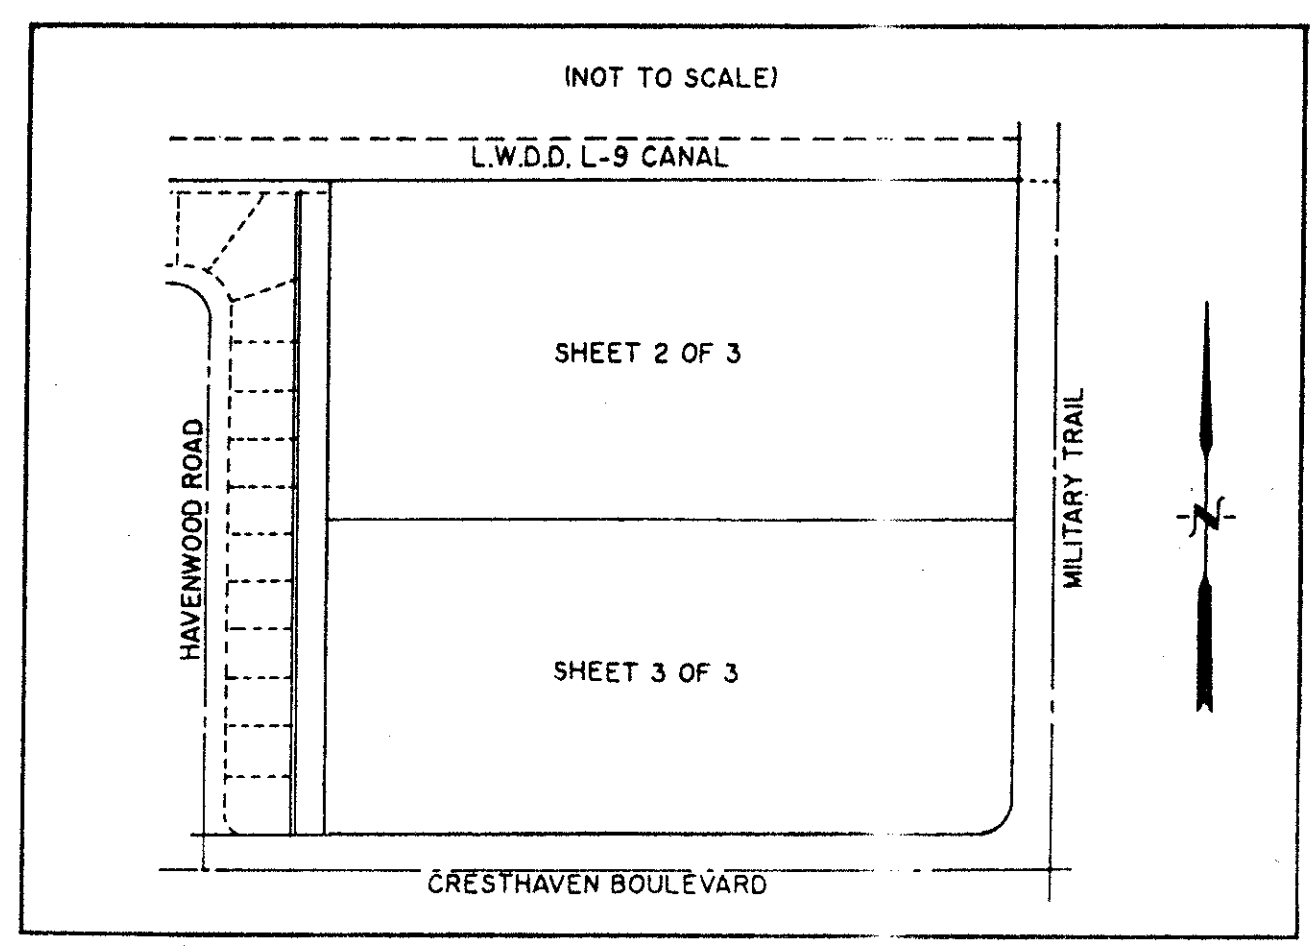 (NOT TO SCALE)
L.W.D.D. L-9 CANAL
SHEET 2 OF 3
HAVENWOOD ROAD
MILITARY TRAIL
N
SHEET 3 OF 3
CRESTHAVEN BOULEVARD